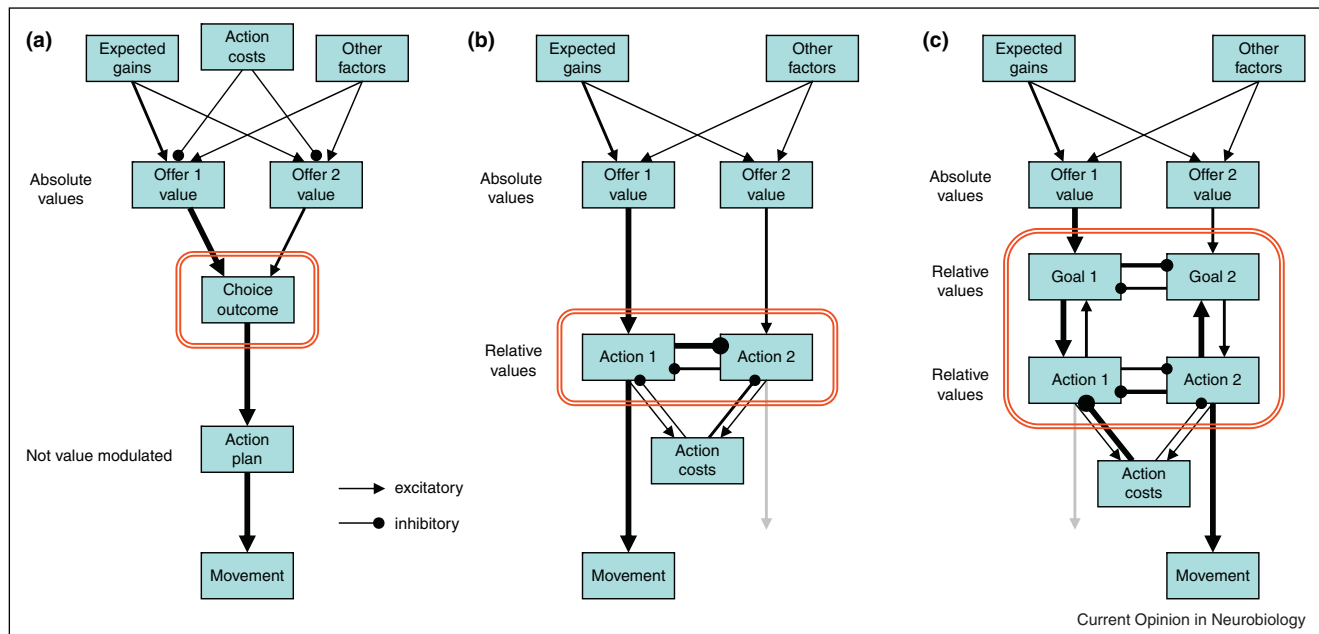 (a)
Expected
gains
Action
costs
Other
factors
Absolute
values
Offer 1
value
Offer 2
value
Choice
outcome
Not value modulated
Action
plan
excitatory
inhibitory
Movement
(b)
Expected
gains
Other
factors
Absolute
values
Offer 1
value
Offer 2
value
Relative
values
Action 1
Action 2
Action
costs
Movement
(c)
Expected
gains
Other
factors
Absolute
values
Offer 1
value
Offer 2
value
Relative
values
Goal 1
Goal 2
Relative
values
Action 1
Action 2
Action
costs
Movement
Current Opinion in Neurobiology